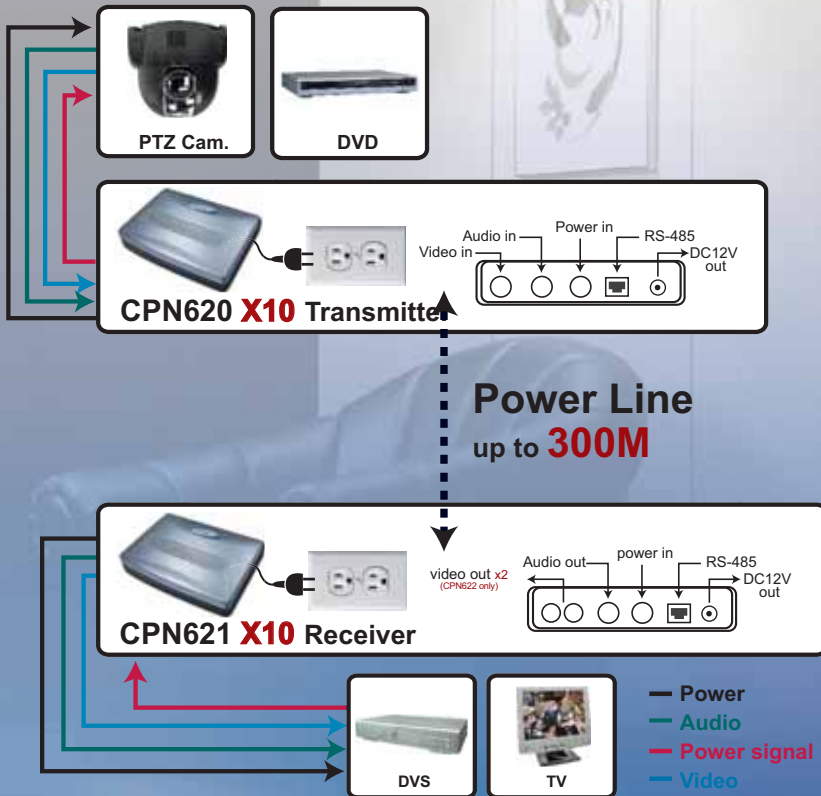 PTZ Cam.
DVD
Audio in
Power in
RS-485
Video in
DC12V
out
CPN620 X10 Transmitter
Power Line
up to 300M
video out x2
(CPN622 only)
Audio out
power in
RS-485
DC12V
out
CPN621 X10 Receiver
DVS
TV
Power
Audio
Power signal
Video